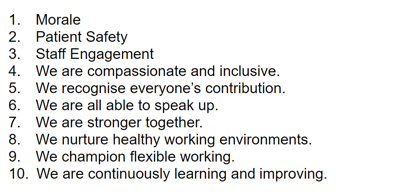 1. Morale
2. Patient Safety
3. Staff Engagement
4. We are compassionate and inclusive.
5. We recognise everyone’s contribution.
6. We are all able to speak up.
7. We are stronger together.
8. We nurture healthy working environments.
9. We champion flexible working.
10. We are continuously learning and improving.